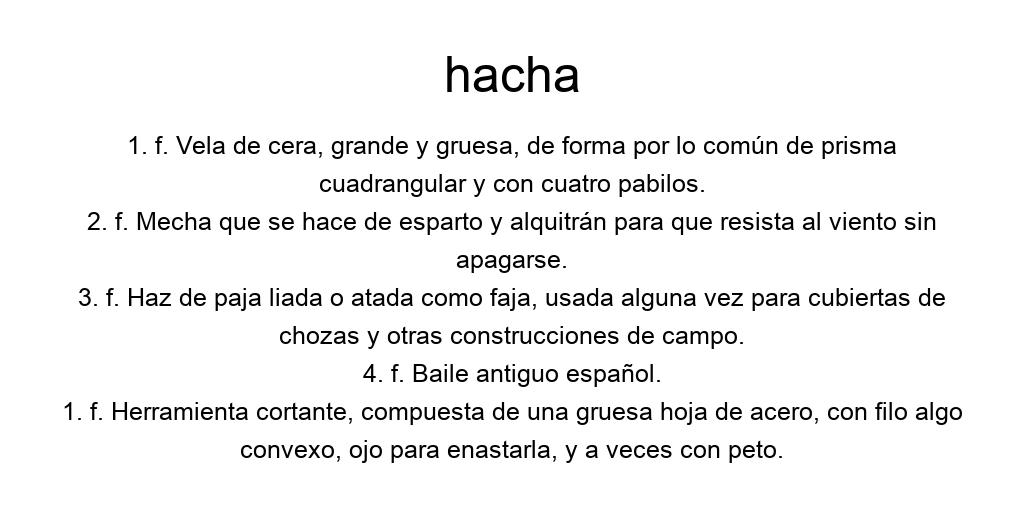 hacha
1. f. Vela de cera, grande y gruesa, de forma por lo común de prisma
cuadrangular y con cuatro pabilos.
2. f. Mecha que se hace de esparto y alquitrán para que resista al viento sin
apagarse.
3. f. Haz de paja liada o atada como faja, usada alguna vez para cubiertas de
chozas y otras construcciones de campo.
4. f. Baile antiguo español.
1. f. Herramienta cortante, compuesta de una gruesa hoja de acero, con filo algo
convexo, ojo para enastarla, y a veces con peto.